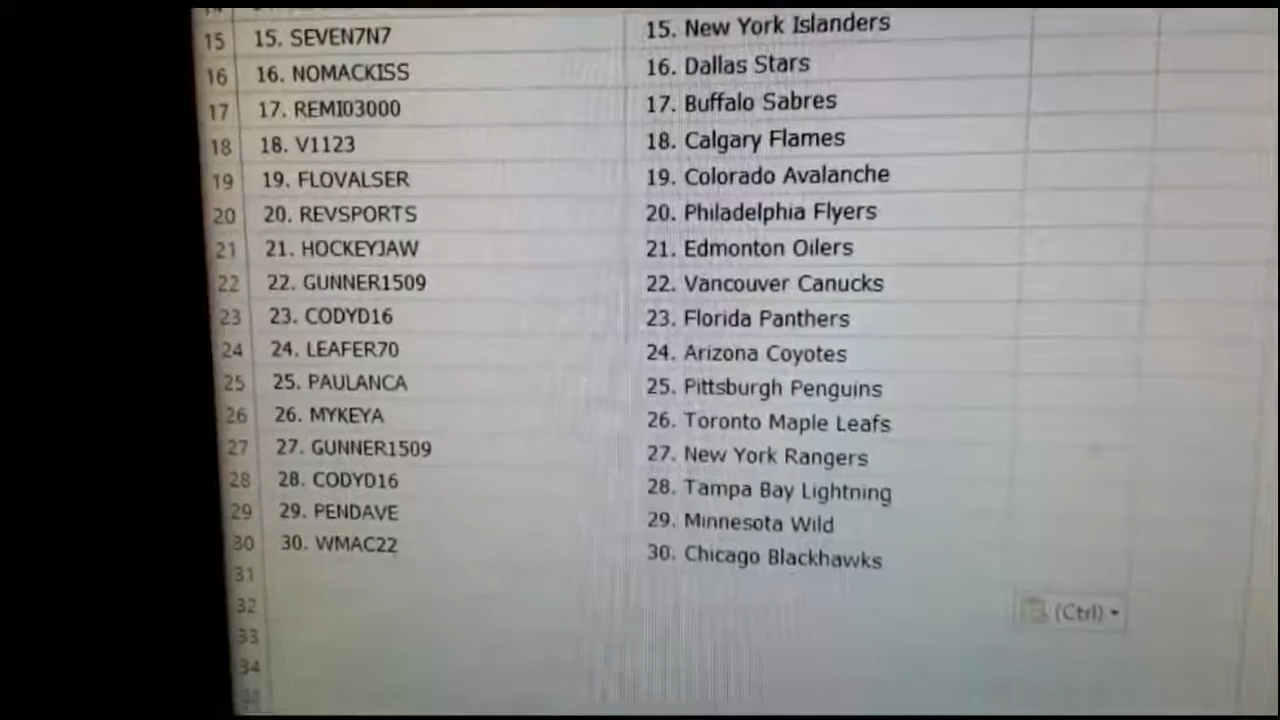 15 15. SEVEN7N7 15. New York Islanders
16 16. NOMACKISS 16. Dallas Stars
17 17. REMI03000 17. Buffalo Sabres
18 18. V1123 18. Calgary Flames
19 19. FLOVALSER 19. Colorado Avalanche
20 20. REVSPORTS 20. Philadelphia Flyers
21 21. HOCKEYJAW 21. Edmonton Oilers
22 22. GUNNER1509 22. Vancouver Canucks
23 23. CODYD16 23. Florida Panthers
24 24. LEAFER70 24. Arizona Coyotes
25 25. PAULANCA 25. Pittsburgh Penguins
26 26. MYKEYA 26. Toronto Maple Leafs
27 27. GUNNER1509 27. New York Rangers
28 28. CODYD16 28. Tampa Bay Lightning
29 29. PENDAVE 29. Minnesota Wild
30 30. WMAC22 30. Chicago Blackhawks
31
32 (Ctrl)
33
34